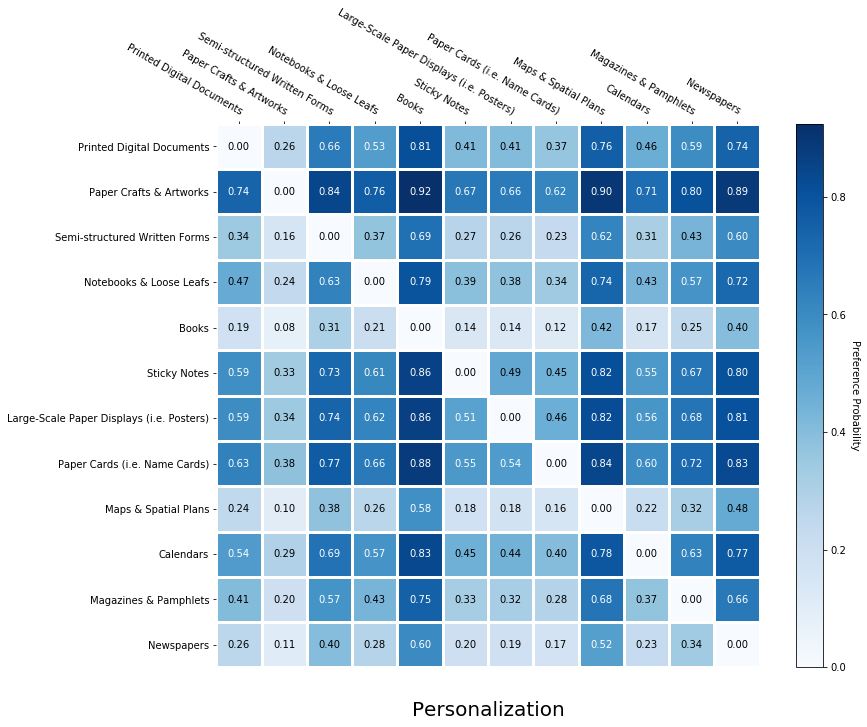 Printed Digital Documents
Paper Crafts & Artworks
Semi-structured Written Forms
Notebooks & Loose Leafs
Books
Sticky Notes
Large-Scale Paper Displays (i.e. Posters)
Paper Cards (i.e. Name Cards)
Maps & Spatial Plans
Calendars
Magazines & Pamphlets
Newspapers
Printed Digital Documents 0.00 0.26 0.66 0.53 0.81 0.41 0.41 0.37 0.76 0.46 0.59 0.74
Paper Crafts & Artworks 0.74 0.00 0.84 0.76 0.92 0.67 0.66 0.62 0.90 0.71 0.80 0.89
Semi-structured Written Forms 0.34 0.16 0.00 0.37 0.69 0.27 0.26 0.23 0.62 0.31 0.43 0.60
Notebooks & Loose Leafs 0.47 0.24 0.63 0.00 0.79 0.39 0.38 0.34 0.74 0.43 0.57 0.72
Books 0.19 0.08 0.31 0.21 0.00 0.14 0.14 0.12 0.42 0.17 0.25 0.40
Sticky Notes 0.59 0.33 0.73 0.61 0.86 0.00 0.49 0.45 0.82 0.55 0.67 0.80
Large-Scale Paper Displays (i.e. Posters) 0.59 0.34 0.74 0.62 0.86 0.51 0.00 0.46 0.82 0.56 0.68 0.81
Paper Cards (i.e. Name Cards) 0.63 0.38 0.77 0.66 0.88 0.55 0.54 0.00 0.84 0.60 0.72 0.83
Maps & Spatial Plans 0.24 0.10 0.38 0.26 0.58 0.18 0.18 0.16 0.00 0.22 0.32 0.48
Calendars 0.54 0.29 0.69 0.57 0.83 0.45 0.44 0.40 0.78 0.00 0.63 0.77
Magazines & Pamphlets 0.41 0.20 0.57 0.43 0.75 0.33 0.32 0.28 0.68 0.37 0.00 0.66
Newspapers 0.26 0.11 0.40 0.28 0.60 0.20 0.19 0.17 0.52 0.23 0.34 0.00
0.8
0.6
0.4
0.2
0.0
Preference Probability
Personalization